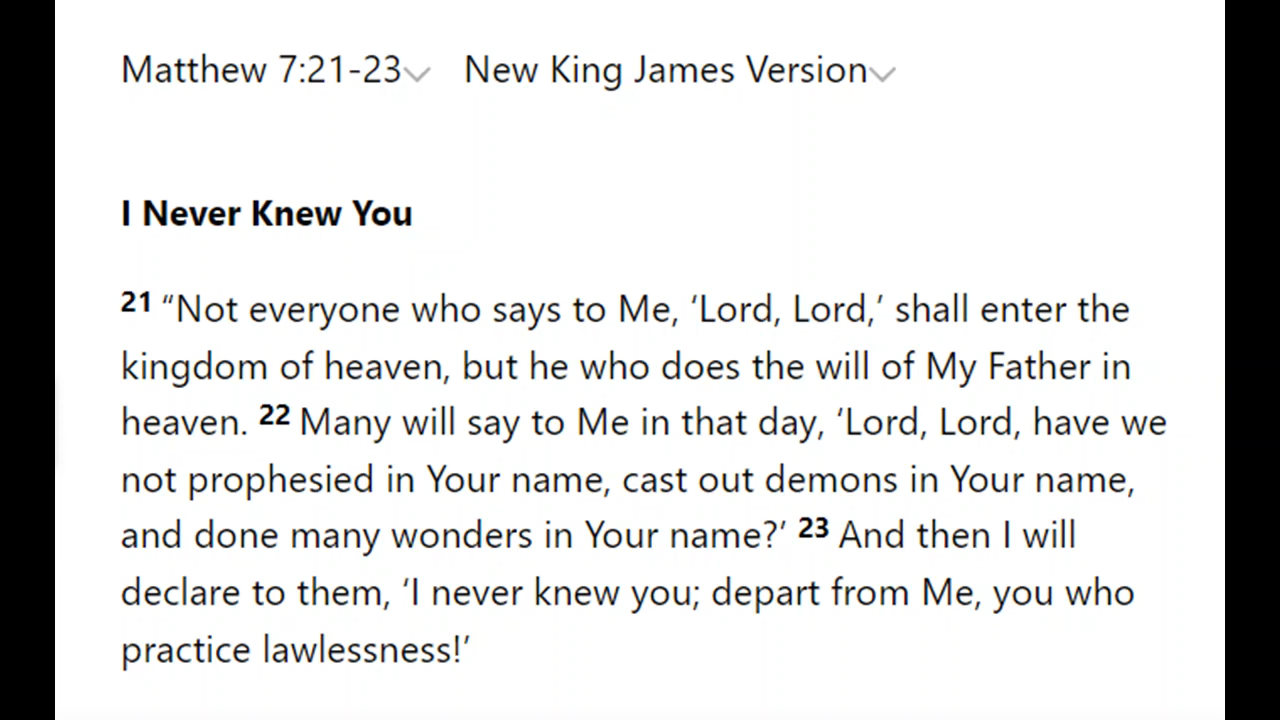 Matthew 7:21-23 New King James Version
I Never Knew You
21 “Not everyone who says to Me, ‘Lord, Lord,’ shall enter the
kingdom of heaven, but he who does the will of My Father in
heaven. 22 Many will say to Me in that day, ‘Lord, Lord, have we
not prophesied in Your name, cast out demons in Your name,
and done many wonders in Your name?’ 23 And then I will
declare to them, ‘I never knew you; depart from Me, you who
practice lawlessness!’